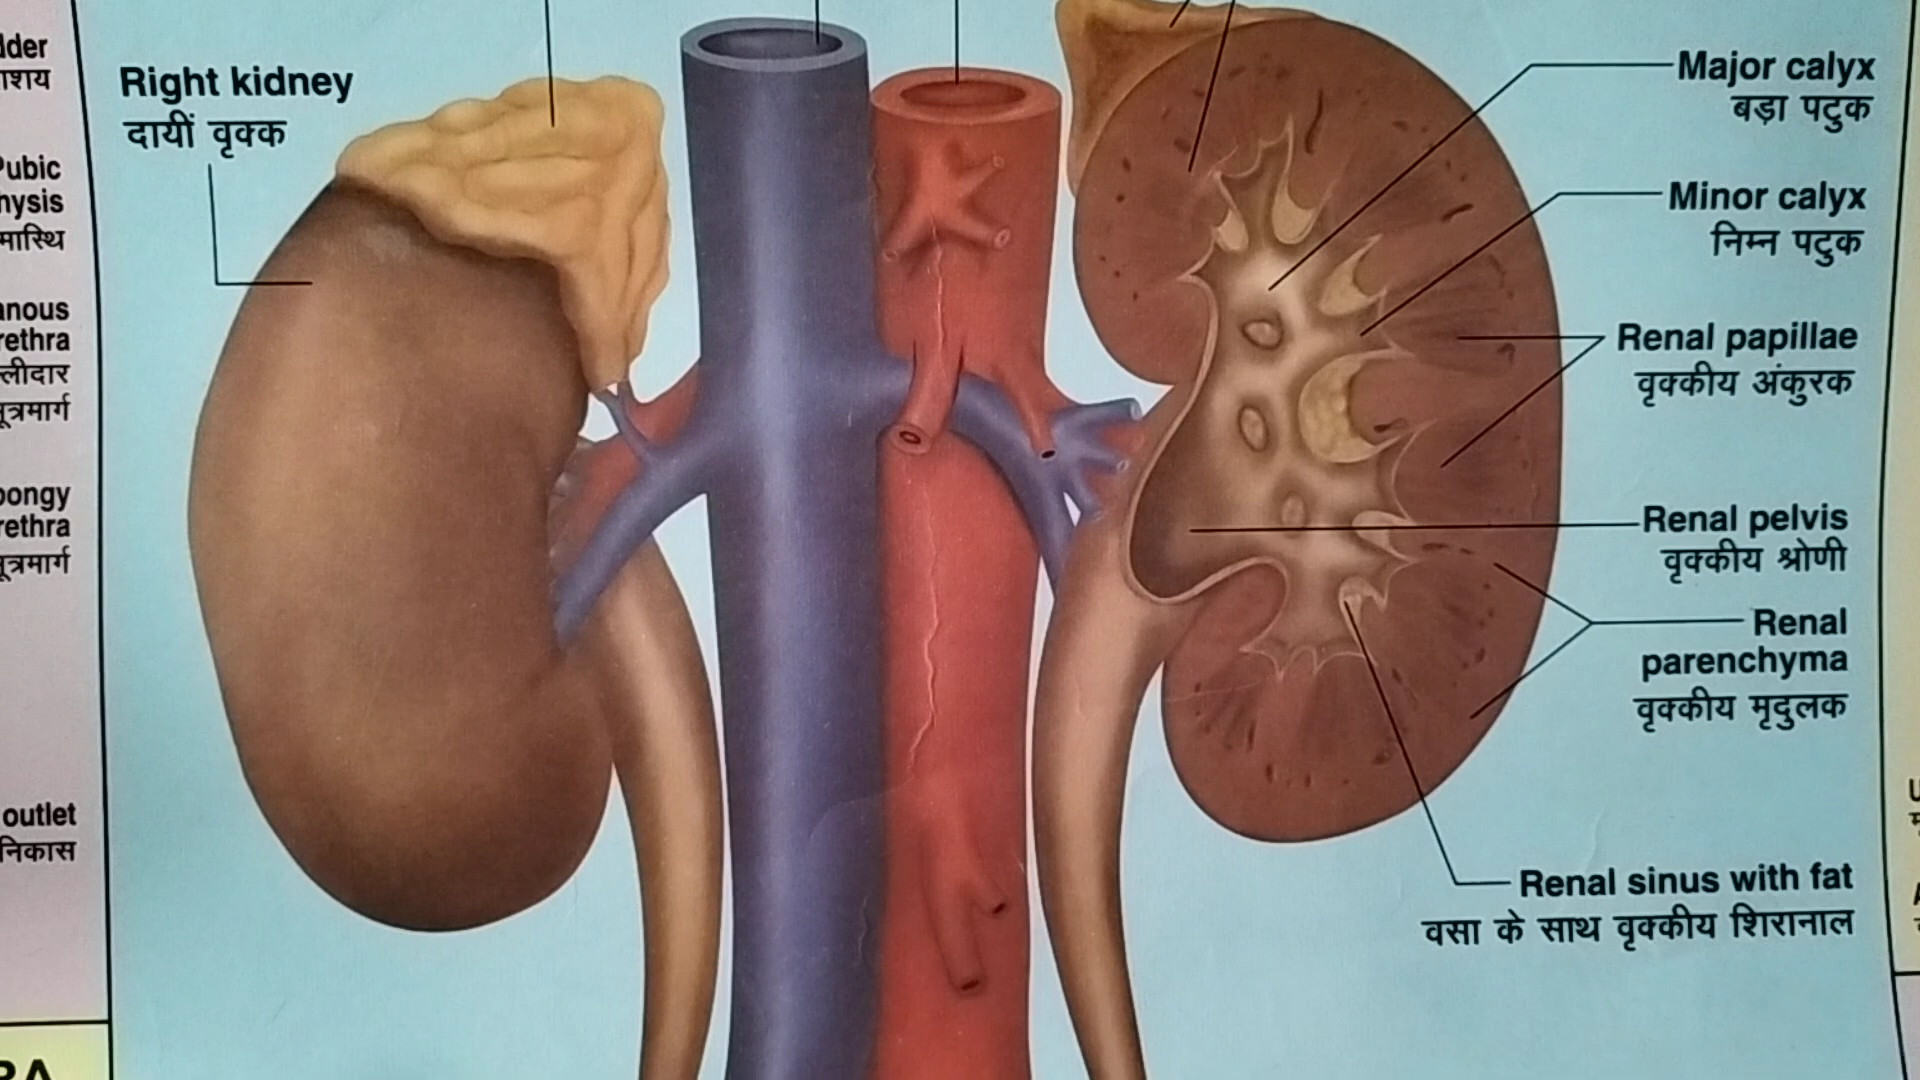 Right kidney
दायीं वृक्क
Major calyx
बड़ा पटुक
Minor calyx
निम्न पटुक
Renal papillae
वृक्कीय अंकुरक
Renal pelvis
वृक्कीय श्रोणी
Renal
parenchyma
वृक्कीय मृदुलक
Renal sinus with fat
वसा के साथ वृक्कीय शिरानाल
outlet
निकास